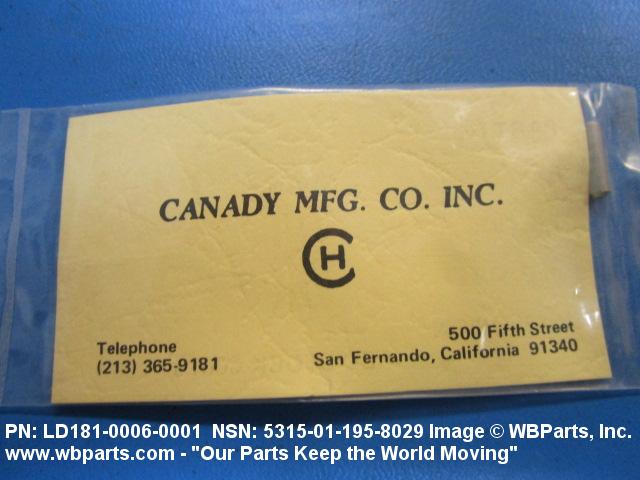 CANADY MFG. CO. INC.
CH
Telephone
(213) 365-9181
500 Fifth Street
San Fernando, California 91340
PN: LD181-0006-0001 NSN: 5315-01-195-8029 Image © WBParts, Inc.
www.wbparts.com - "Our Parts Keep the World Moving"